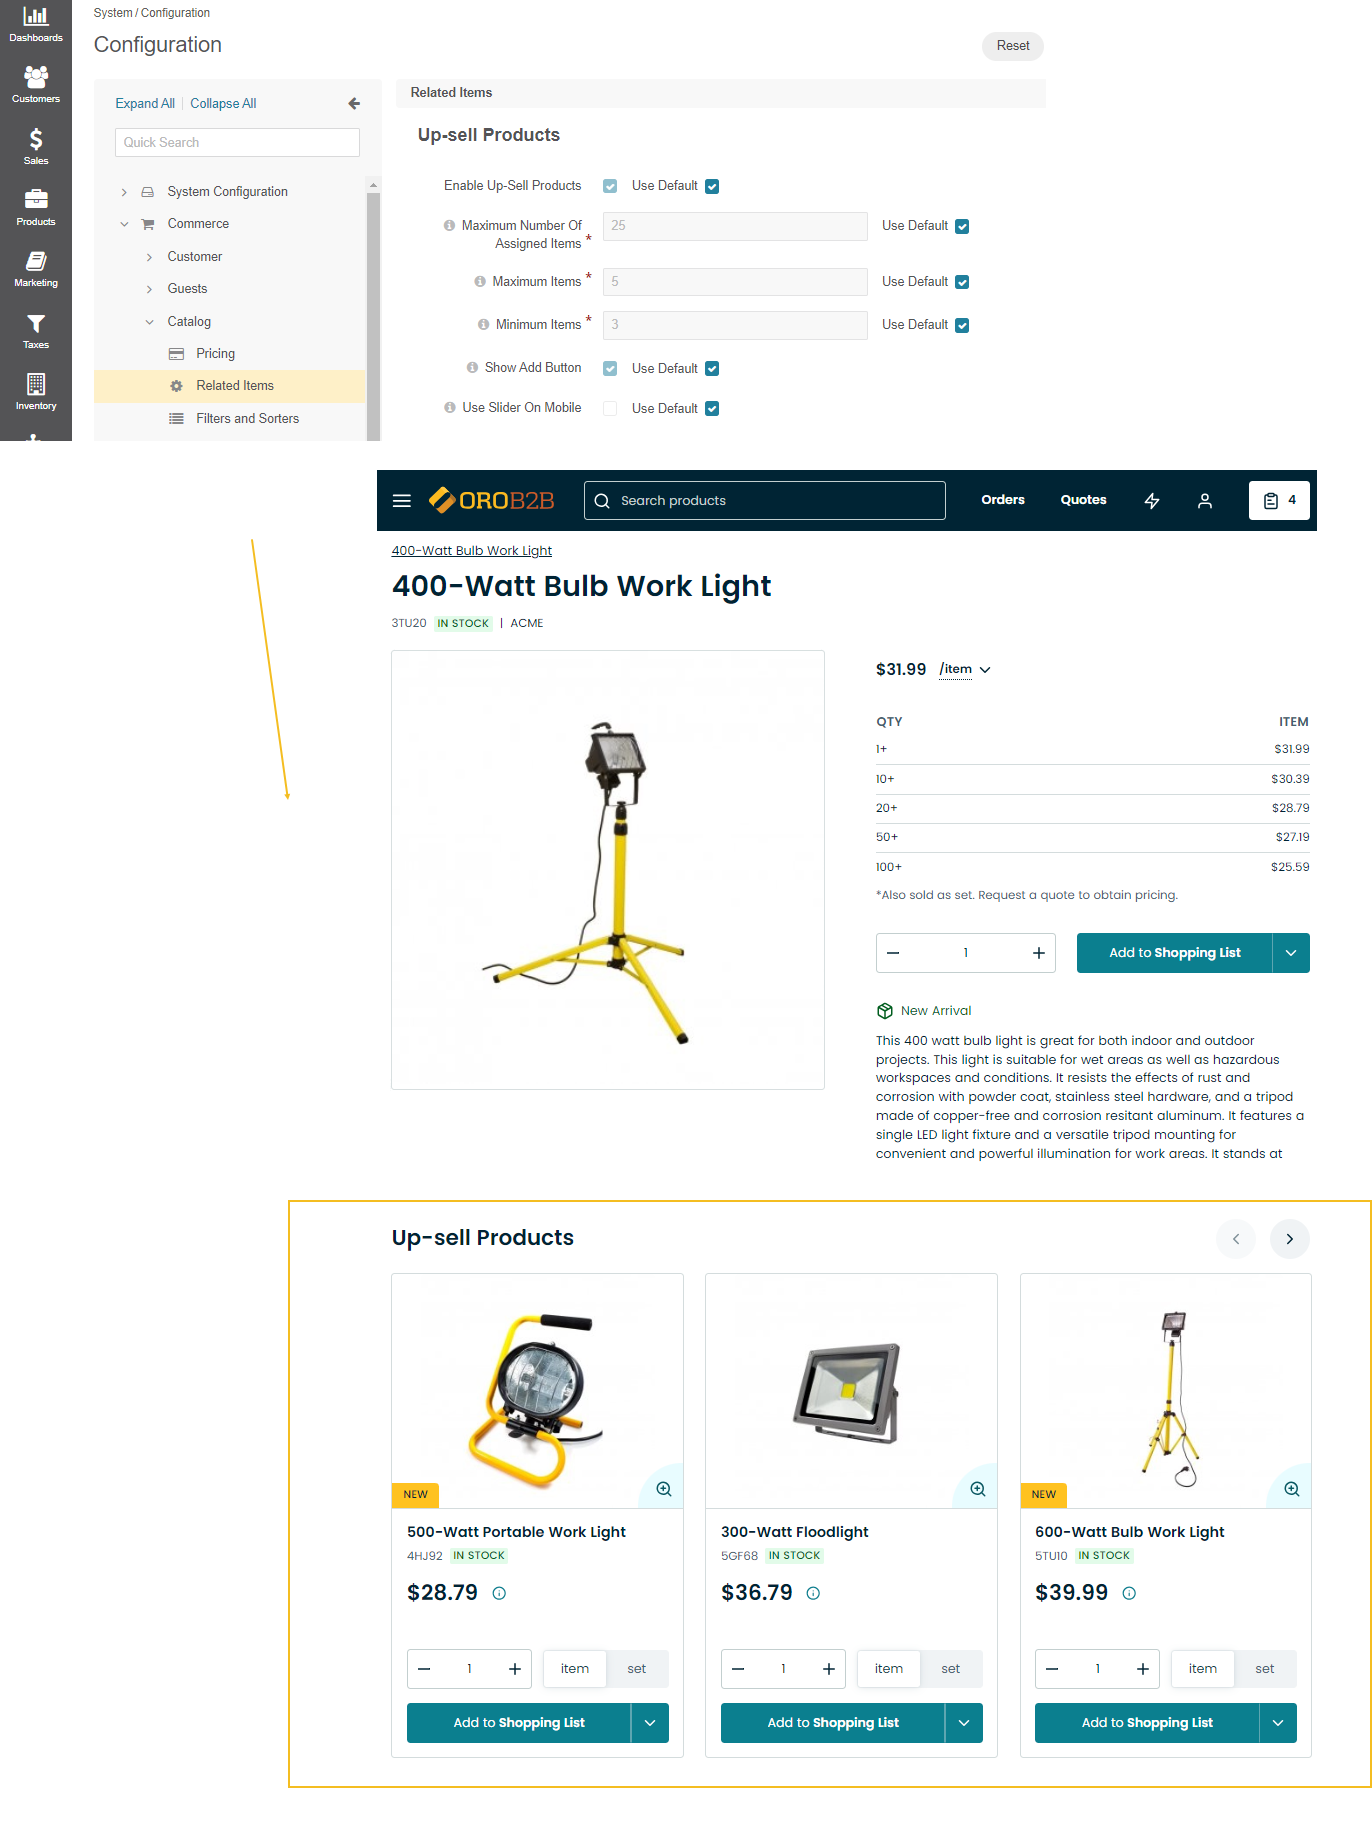 System / Configuration
Configuration
Reset
Dashboards
Customers
Sales
Products
Marketing
Taxes
Inventory
Expand All | Collapse All
Quick Search
System Configuration
Commerce
Customer
Guests
Catalog
Pricing
Related Items
Filters and Sorters
Related Items
Up-sell Products
Enable Up-Sell Products Use Default
Maximum Number Of
Assigned Items * 25 Use Default
Maximum Items * 5 Use Default
Minimum Items * 3 Use Default
Show Add Button Use Default
Use Slider On Mobile Use Default
OROB2B
Search products
Orders
Quotes
4
400-Watt Bulb Work Light
400-Watt Bulb Work Light
3TU20 IN STOCK | ACME
$31.99 /item
QTY ITEM
1+ $31.99
10+ $30.39
20+ $28.79
50+ $27.19
100+ $25.59
*Also sold as set. Request a quote to obtain pricing.
1
Add to Shopping List
New Arrival
This 400 watt bulb light is great for both indoor and outdoor
projects. This light is suitable for wet areas as well as hazardous
workspaces and conditions. It resists the effects of rust and
corrosion with powder coat, stainless steel hardware, and a tripod
made of copper-free and corrosion resitant aluminum. It features a
single LED light fixture and a versatile tripod mounting for
convenient and powerful illumination for work areas. It stands at
Up-sell Products
NEW
500-Watt Portable Work Light
4HJ92 IN STOCK
$28.79
1 item set
Add to Shopping List
300-Watt Floodlight
5GF68 IN STOCK
$36.79
1 item set
Add to Shopping List
NEW
600-Watt Bulb Work Light
5TU10 IN STOCK
$39.99
1 item set
Add to Shopping List